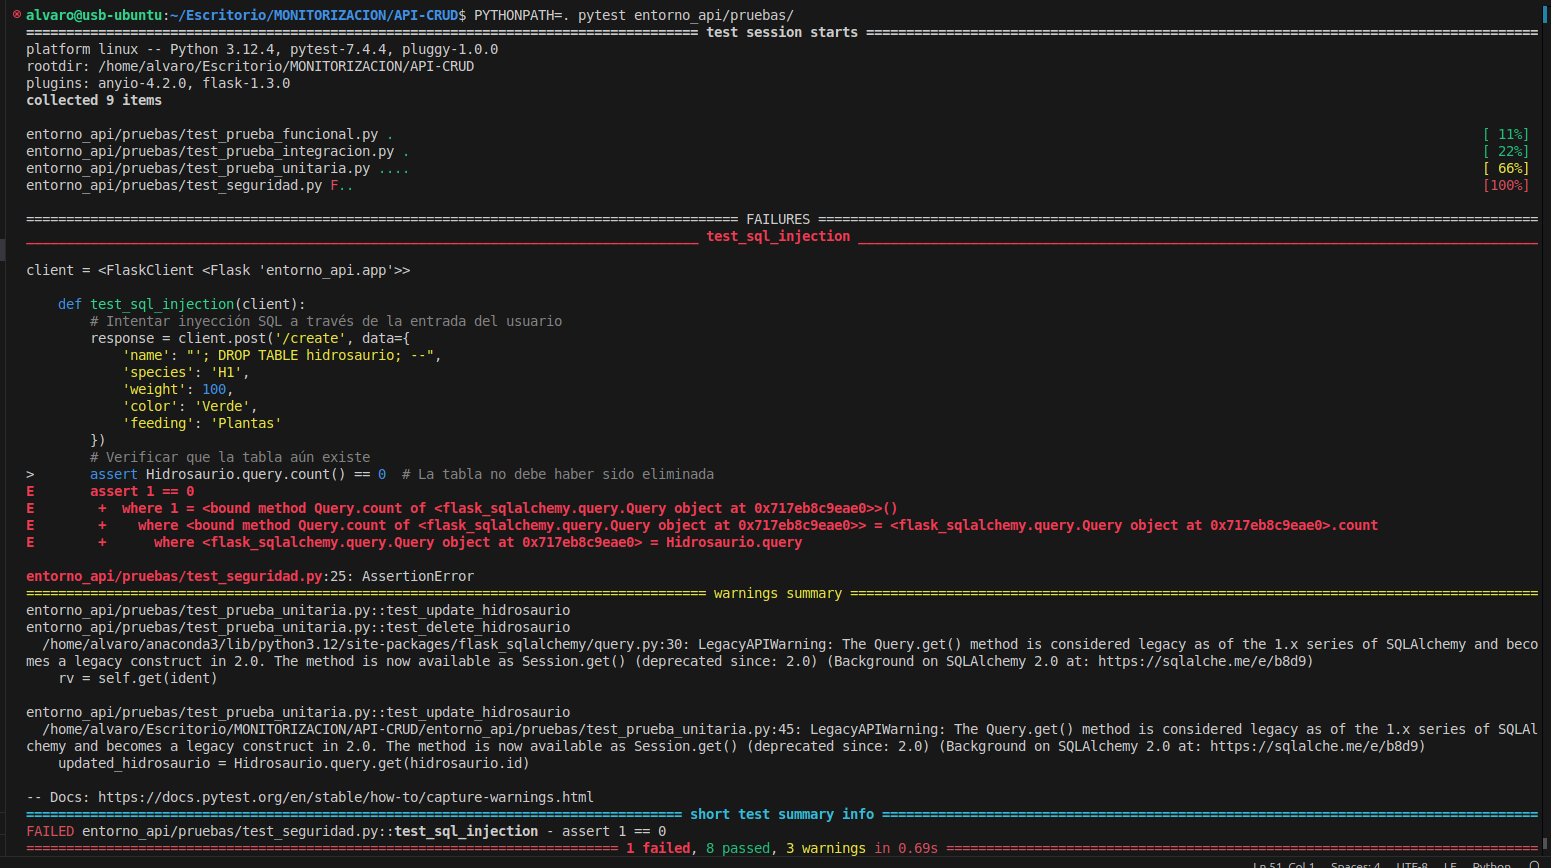 alvaro@usb-ubuntu:~/Escritorio/MONITORIZACION/API-CRUD$ PYTHONPATH=. pytest entorno_api/pruebas/
==================================================================================== test session starts ====================================================================================
platform linux -- Python 3.12.4, pytest-7.4.4, pluggy-1.0.0
rootdir: /home/alvaro/Escritorio/MONITORIZACION/API-CRUD
plugins: anyio-4.2.0, flask-1.3.0
collected 9 items
entorno_api/pruebas/test_prueba_funcional.py . [ 11%]
entorno_api/pruebas/test_prueba_integracion.py . [ 22%]
entorno_api/pruebas/test_prueba_unitaria.py .... [ 66%]
entorno_api/pruebas/test_seguridad.py F.. [100%]
========================================================================================= FAILURES ==========================================================================================
____________________________________________________________________________________ test_sql_injection _____________________________________________________________________________________
client = <FlaskClient <Flask 'entorno_api.app'>>
    def test_sql_injection(client):
        # Intentar inyección SQL a través de la entrada del usuario
        response = client.post('/create', data={
            'name': "'; DROP TABLE hidrosaurio; --",
            'species': 'H1',
            'weight': 100,
            'color': 'Verde',
            'feeding': 'Plantas'
        })
        # Verificar que la tabla aún existe
>       assert Hidrosaurio.query.count() == 0  # La tabla no debe haber sido eliminada
E       assert 1 == 0
E        +  where 1 = <bound method Query.count of <flask_sqlalchemy.query.Query object at 0x717eb8c9eae0>>()
E        +    where <bound method Query.count of <flask_sqlalchemy.query.Query object at 0x717eb8c9eae0>> = <flask_sqlalchemy.query.Query object at 0x717eb8c9eae0>.count
E        +      where <flask_sqlalchemy.query.Query object at 0x717eb8c9eae0> = Hidrosaurio.query
entorno_api/pruebas/test_seguridad.py:25: AssertionError
===================================================================================== warnings summary ======================================================================================
entorno_api/pruebas/test_prueba_unitaria.py::test_update_hidrosaurio
entorno_api/pruebas/test_prueba_unitaria.py::test_delete_hidrosaurio
  /home/alvaro/anaconda3/lib/python3.12/site-packages/flask_sqlalchemy/query.py:30: LegacyAPIWarning: The Query.get() method is considered legacy as of the 1.x series of SQLAlchemy and beco
mes a legacy construct in 2.0. The method is now available as Session.get() (deprecated since: 2.0) (Background on SQLAlchemy 2.0 at: https://sqlalche.me/e/b8d9)
    rv = self.get(ident)
entorno_api/pruebas/test_prueba_unitaria.py::test_update_hidrosaurio
  /home/alvaro/Escritorio/MONITORIZACION/API-CRUD/entorno_api/pruebas/test_prueba_unitaria.py:45: LegacyAPIWarning: The Query.get() method is considered legacy as of the 1.x series of SQLAl
chemy and becomes a legacy construct in 2.0. The method is now available as Session.get() (deprecated since: 2.0) (Background on SQLAlchemy 2.0 at: https://sqlalche.me/e/b8d9)
    updated_hidrosaurio = Hidrosaurio.query.get(hidrosaurio.id)
-- Docs: https://docs.pytest.org/en/stable/how-to/capture-warnings.html
================================================================================== short test summary info ==================================================================================
FAILED entorno_api/pruebas/test_seguridad.py::test_sql_injection - assert 1 == 0
========================================================================== 1 failed, 8 passed, 3 warnings in 0.69s ==========================================================================
Ln 51, Col 1 Spaces: 4 UTF-8 LF Python